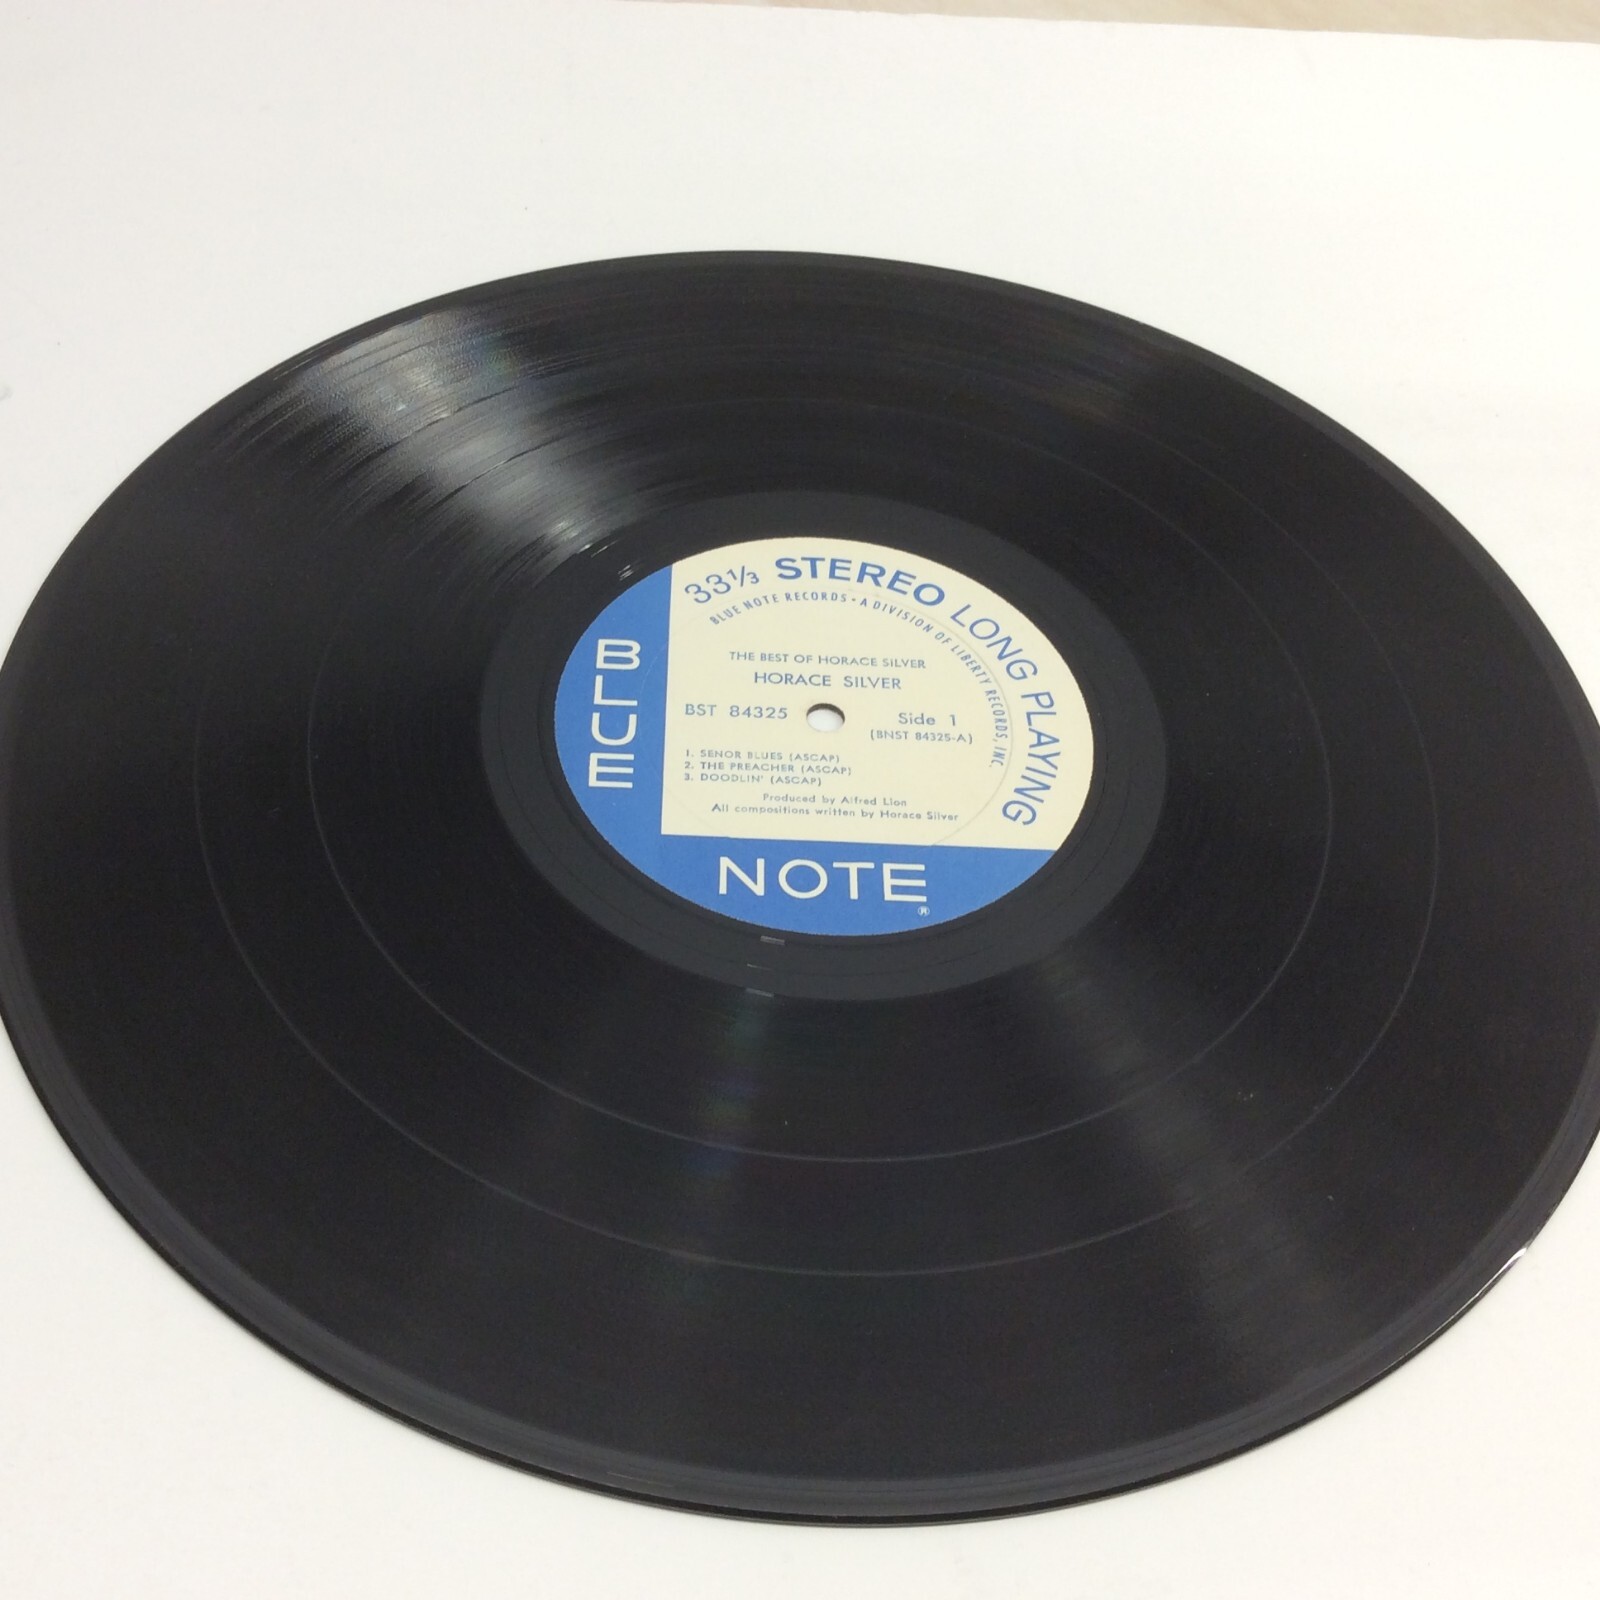 33⅓ STEREO LONG PLAYING
BLUE NOTE RECORDS • A DIVISION OF LIBERTY RECORDS, INC.
THE BEST OF HORACE SILVER
HORACE SILVER
BST 84325
Side 1
(BNST 84325-A)
1. SENOR BLUES (ASCAP)
2. THE PREACHER (ASCAP)
3. DOODLIN' (ASCAP)
Produced by Alfred Lion
All compositions written by Horace Silver
BLUE
NOTE
®